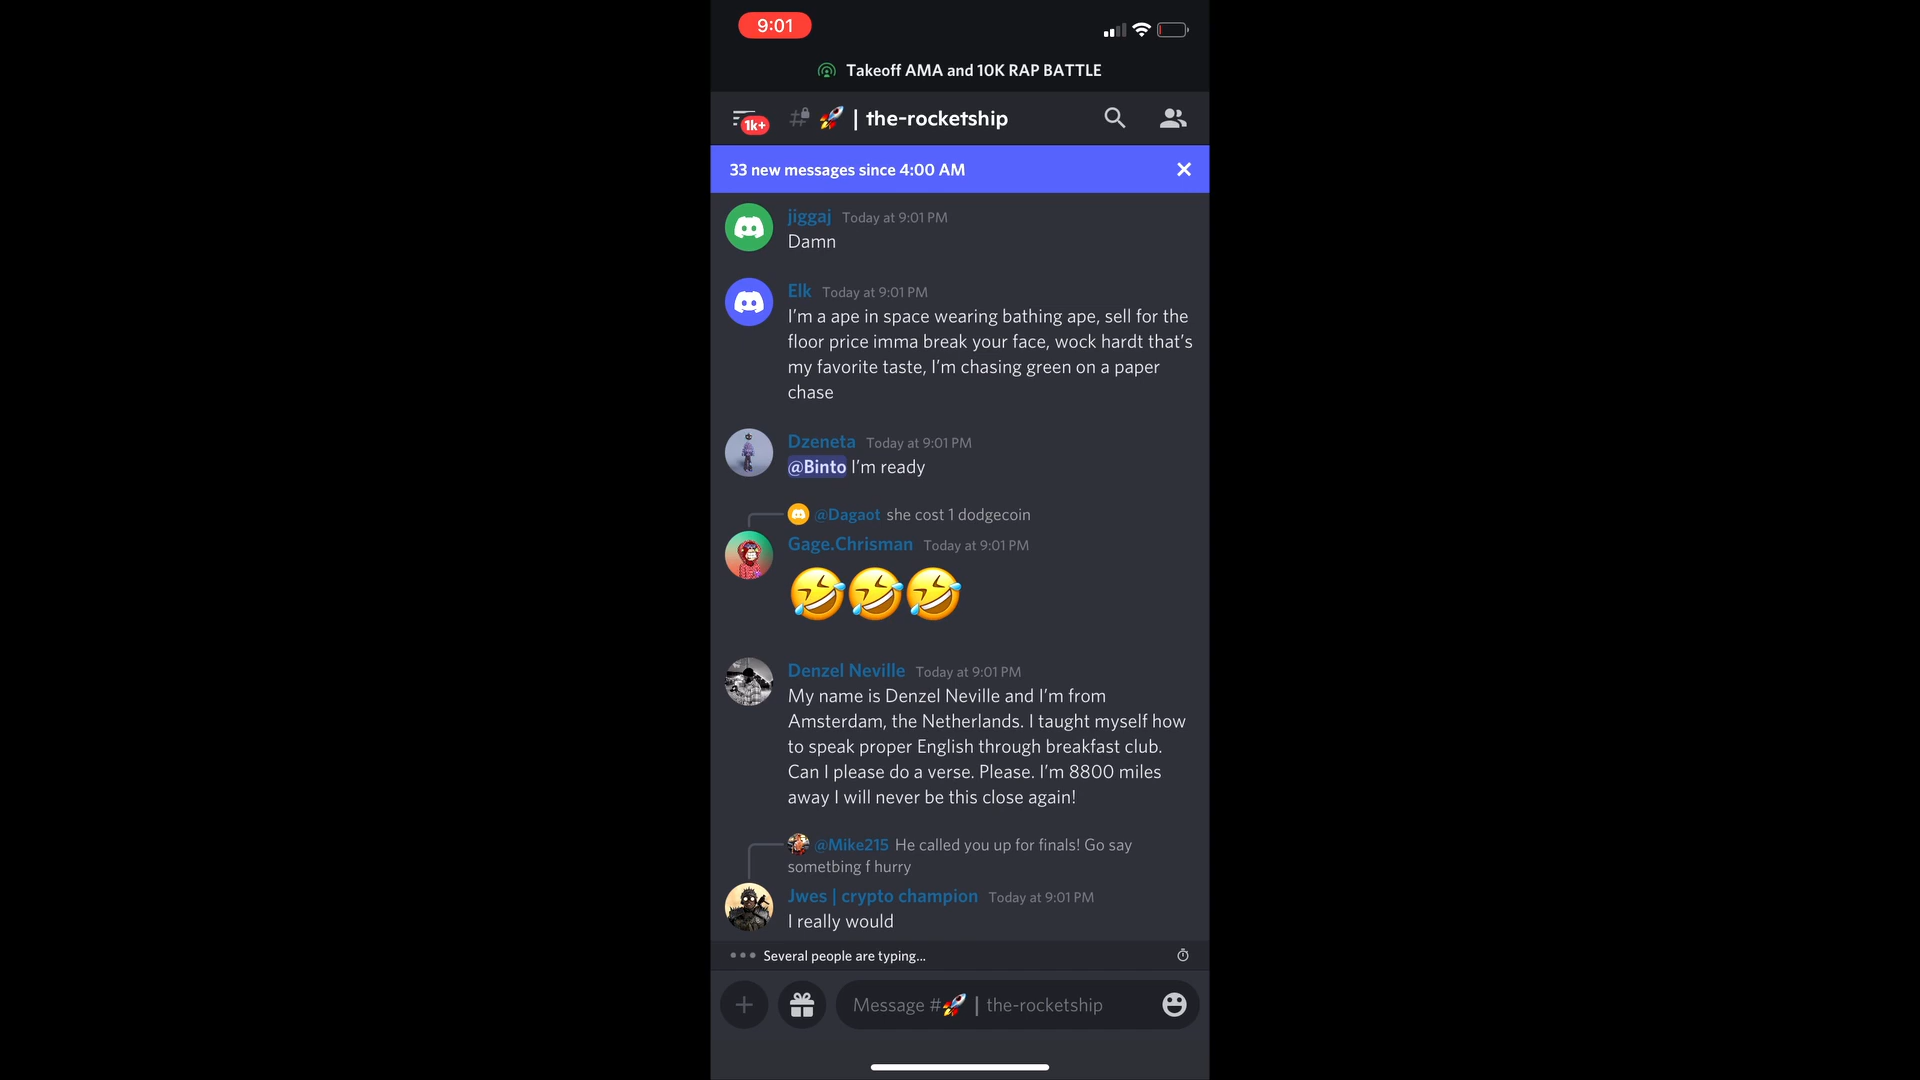 9:01
Takeoff AMA and 10K RAP BATTLE
1k+
# 🚀 | the-rocketship
33 new messages since 4:00 AM
jiggaj Today at 9:01 PM
Damn
Elk Today at 9:01 PM
I'm a ape in space wearing bathing ape, sell for the
floor price imma break your face, wock hardt that's
my favorite taste, I'm chasing green on a paper
chase
Dzeneta Today at 9:01 PM
@Binto I'm ready
@Dagaot she cost 1 dodgecoin
Gage.Chrisman Today at 9:01 PM
🤣🤣🤣
Denzel Neville Today at 9:01 PM
My name is Denzel Neville and I'm from
Amsterdam, the Netherlands. I taught myself how
to speak proper English through breakfast club.
Can I please do a verse. Please. I'm 8800 miles
away I will never be this close again!
@Mike215 He called you up for finals! Go say
something f hurry
Jwes | crypto champion Today at 9:01 PM
I really would
Several people are typing...
Message #🚀 | the-rocketship